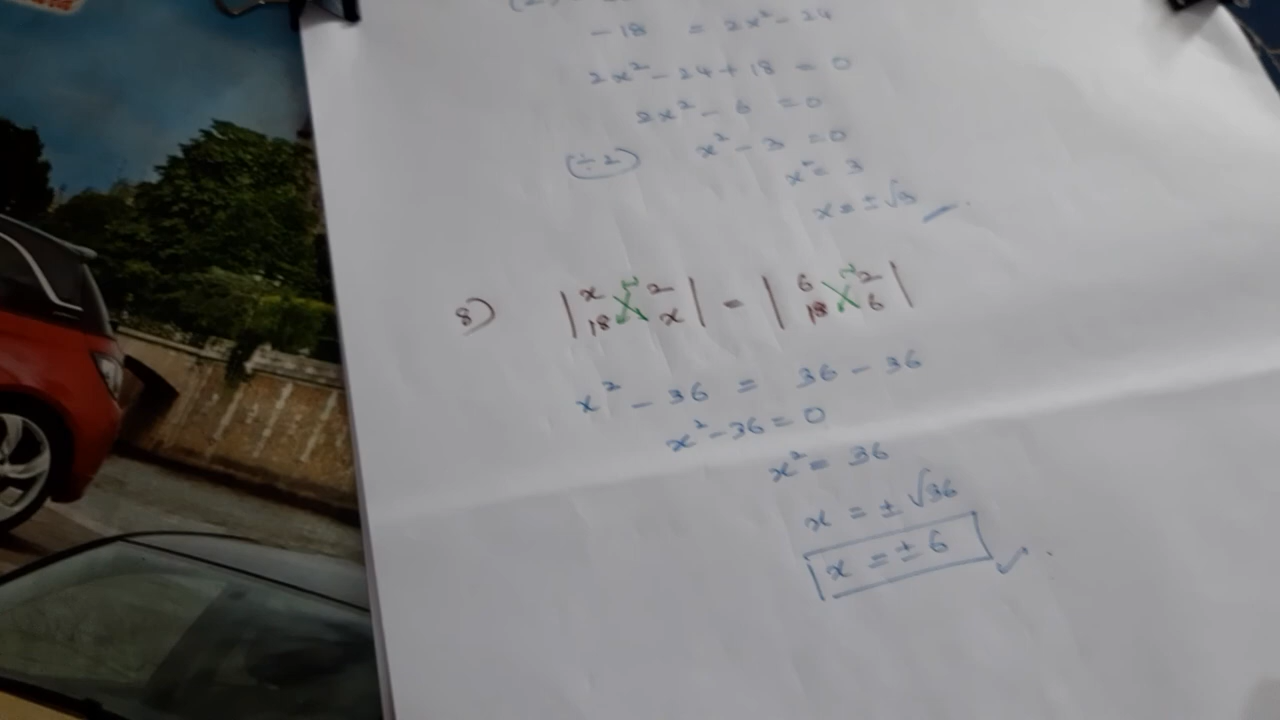 - 18 = 2x² - 24
2x² - 24 + 18 = 0
2x² - 6 = 0
(÷2) x² - 3 = 0
x² = 3
x = ± √3
8) | x 2 | = | 6 2 |
| 18 x | | 18 6 |
x² - 36 = 36 - 36
x² - 36 = 0
x² = 36
x = ± √36
x = ± 6